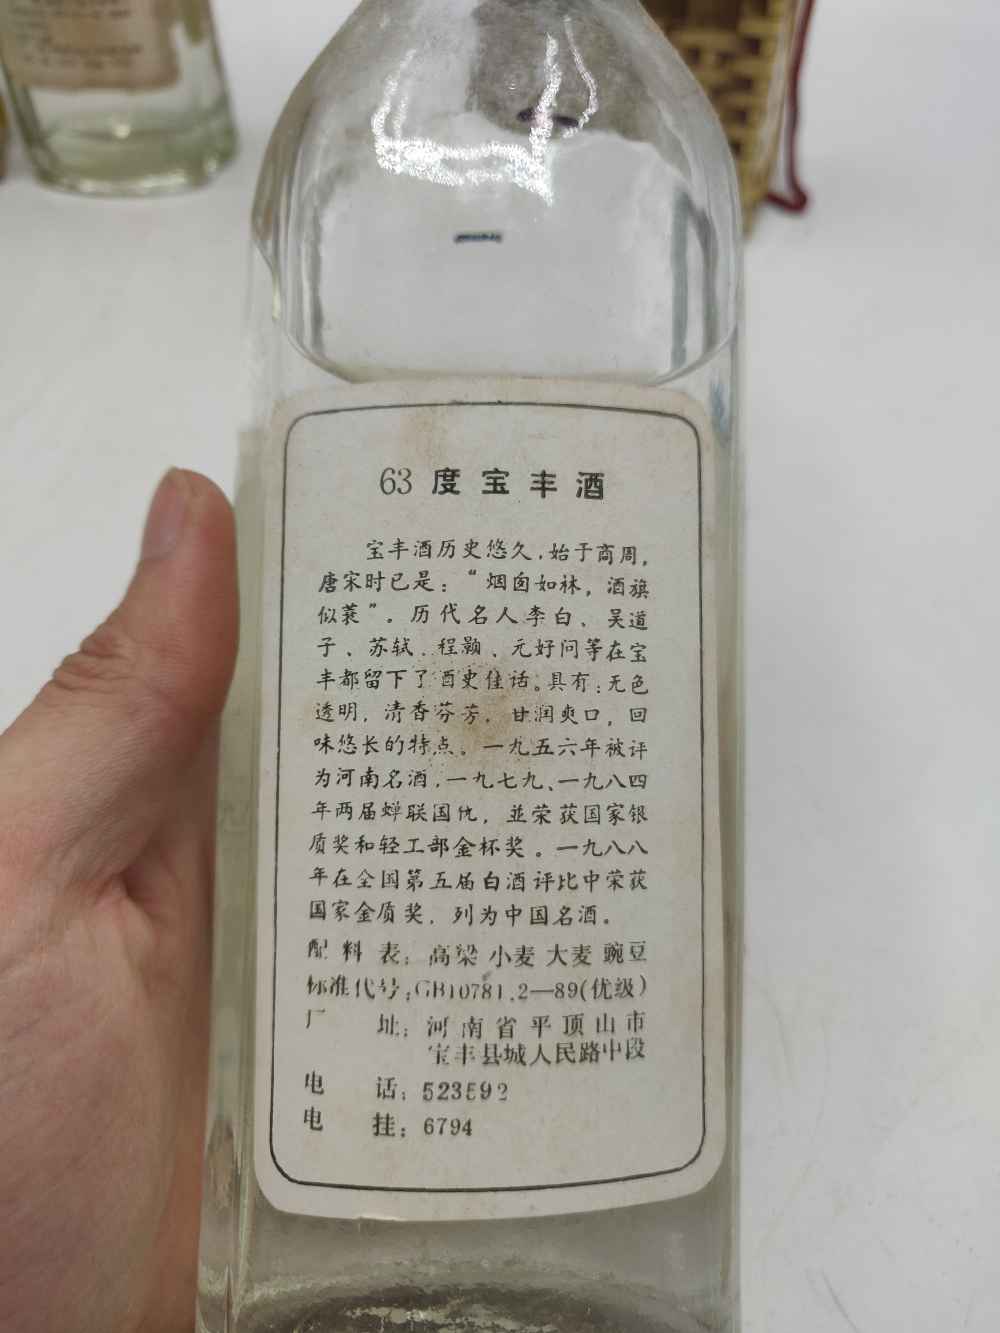 63度宝丰酒
宝丰酒历史悠久，始于商周，
唐宋时已是：“烟囱如林，酒旗
似蓑”。历代名人李白、吴道
子、苏轼、程颢、元好问等在宝
丰都留下了酉史佳话。具有：无色
透明，清香芬芳，甘润爽口，回
味悠长的特点。一九五六年被评
为河南名酒，一九七九、一九八四
年两届蝉联国优，並荣获国家银
质奖和轻工部金杯奖。一九八八
年在全国第五届白酒评比中荣获
国家金质奖，列为中国名酒。
配料表：高梁 小麦 大麦 豌豆
标准代号：GB10781.2—89(优级)
厂 址：河南省平顶山市
宝丰县城人民路中段
电 话：523592
电 挂：6794